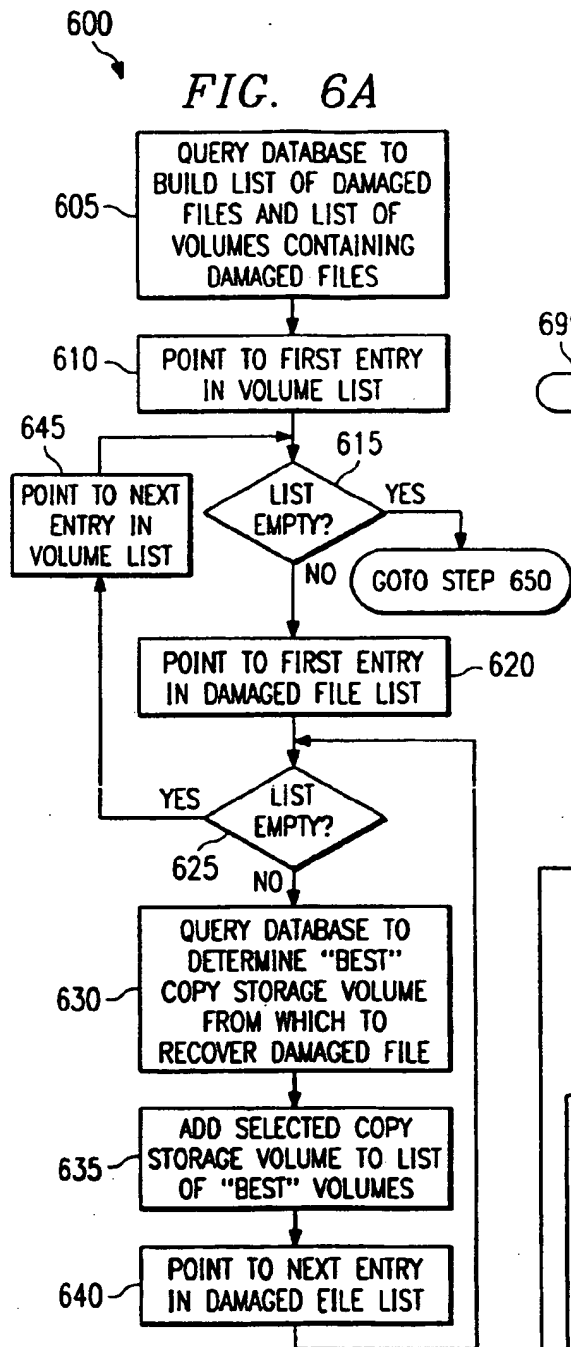 600
FIG. 6A
605
QUERY DATABASE TO
BUILD LIST OF DAMAGED
FILES AND LIST OF
VOLUMES CONTAINING
DAMAGED FILES
610
POINT TO FIRST ENTRY
IN VOLUME LIST
645
POINT TO NEXT
ENTRY IN
VOLUME LIST
615
LIST
EMPTY?
YES
NO
GOTO STEP 650
POINT TO FIRST ENTRY
IN DAMAGED FILE LIST
620
LIST
EMPTY?
YES
625
NO
630
QUERY DATABASE TO
DETERMINE "BEST"
COPY STORAGE VOLUME
FROM WHICH TO
RECOVER DAMAGED FILE
635
ADD SELECTED COPY
STORAGE VOLUME TO LIST
OF "BEST" VOLUMES
640
POINT TO NEXT ENTRY
IN DAMAGED EILE LIST